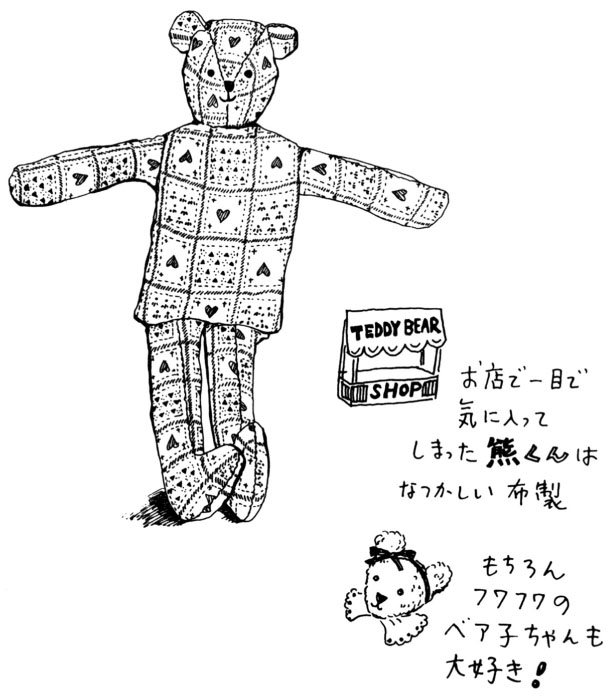 TEDDY BEAR
SHOP
お店で一目で
気に入って
しまった熊くんは
なつかしい布製
もちろん
フワフワの
ベア子ちゃんも
大好き!